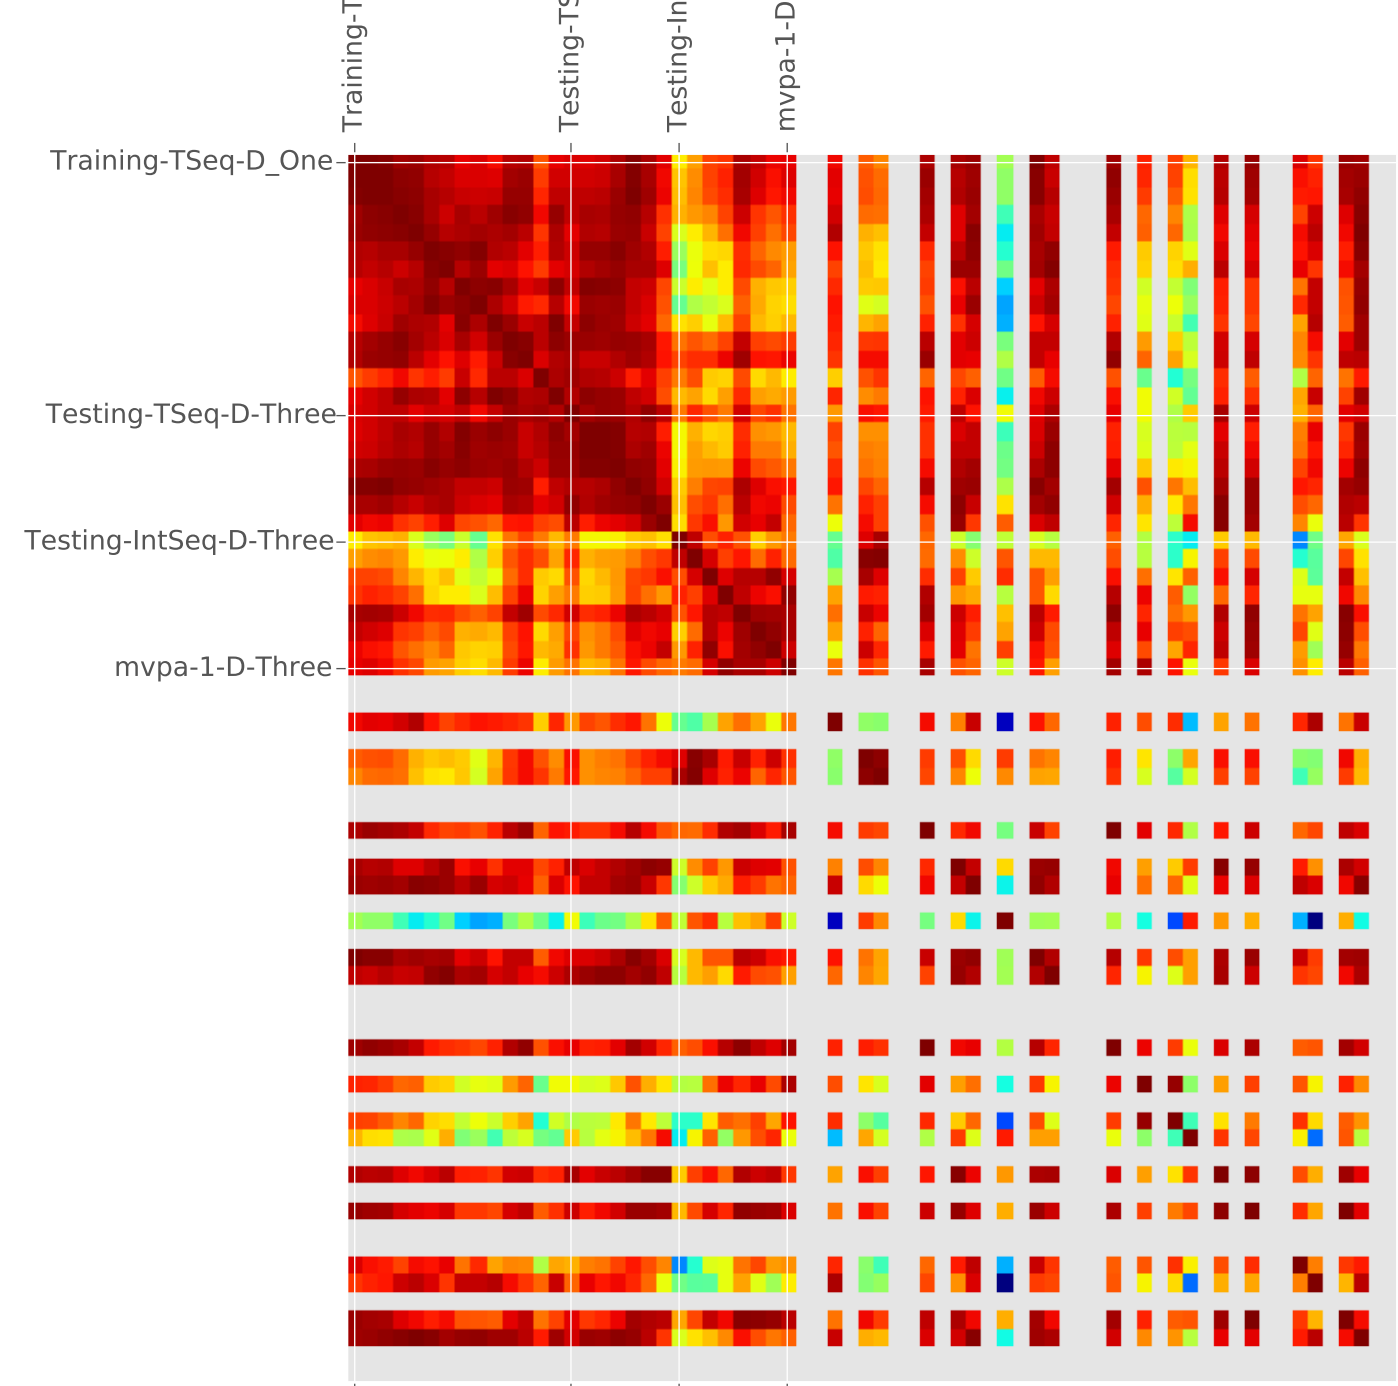 Training-T
Testing-TS
Testing-In
mvpa-1-D
Training-TSeq-D_One
Testing-TSeq-D-Three
Testing-IntSeq-D-Three
mvpa-1-D-Three